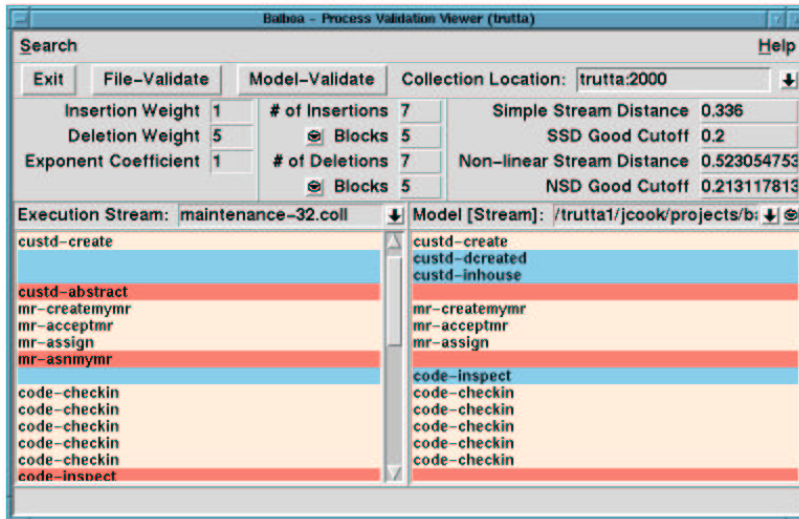 Balboa - Process Validation Viewer (trutta)
Search Help
Exit File-Validate Model-Validate Collection Location: trutta:2000
Insertion Weight 1 # of Insertions 7 Simple Stream Distance 0.336
Deletion Weight 5 Blocks 5 SSD Good Cutoff 0.2
Exponent Coefficient 1 # of Deletions 7 Non-linear Stream Distance 0.523054753
Blocks 5 NSD Good Cutoff 0.213117813
Execution Stream: maintenance-32.coll Model [Stream]: /trutta1/jcook/projects/ba
custd-create custd-create
custd-dcreated
custd-inhouse
custd-abstract
mr-createmymr mr-createmymr
mr-acceptmr mr-acceptmr
mr-assign mr-assign
mr-asnmymr
code-inspect
code-checkin code-checkin
code-checkin code-checkin
code-checkin code-checkin
code-checkin code-checkin
code-checkin code-checkin
code-inspect